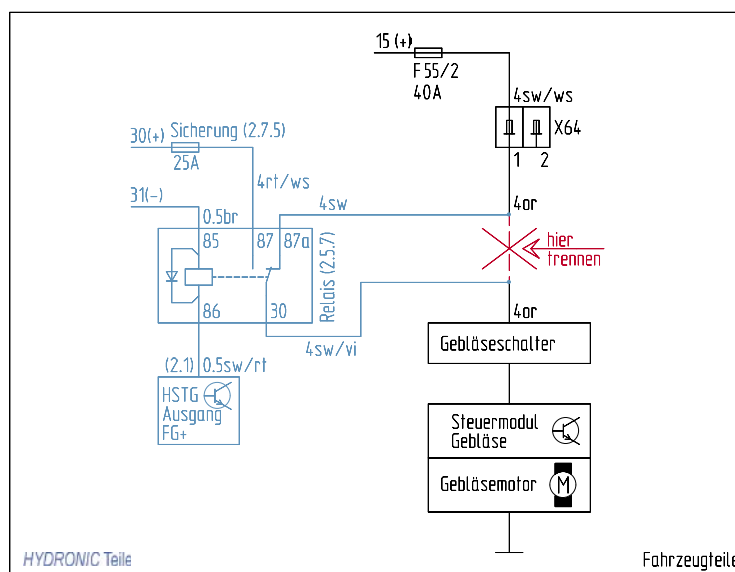 15 (+)
F 55/2
40A
4sw/ws
X64
1 2
30(+)
Sicherung (2.7.5)
25A
4rt/ws
31(-)
0.5br
4sw
4or
85 87 87a
Relais (2.5.7)
hier
trennen
86 30
4sw/vi
4or
Gebläseschalter
(2.1) 0.5sw/rt
HSTG
Ausgang
FG+
Steuermodul
Gebläse
Gebläsemotor
M
HYDRONIC Teile
Fahrzeugteile